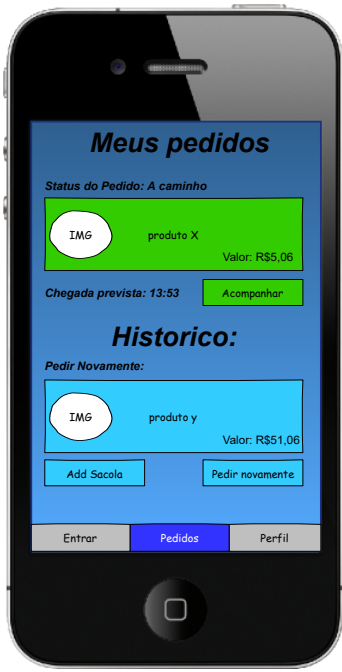 Meus pedidos
Status do Pedido: A caminho
IMG
produto X
Valor: R$5,06
Chegada prevista: 13:53
Acompanhar
Historico:
Pedir Novamente:
IMG
produto y
Valor: R$51,06
Add Sacola
Pedir novamente
Entrar
Pedidos
Perfil